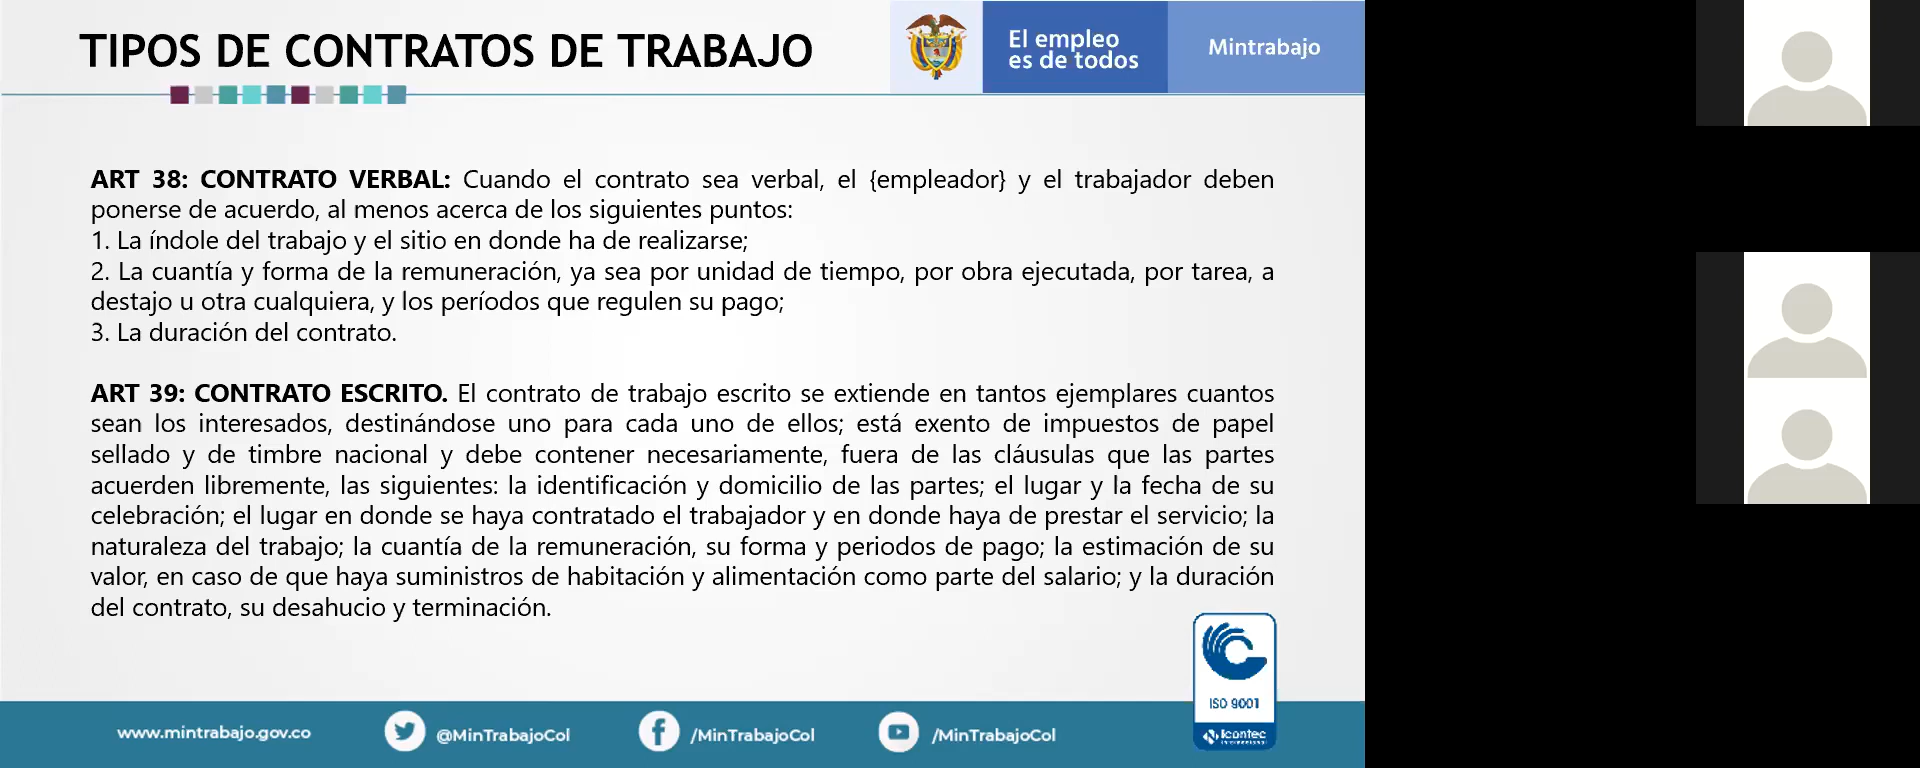 TIPOS DE CONTRATOS DE TRABAJO
El empleo
es de todos
Mintrabajo
ART 38: CONTRATO VERBAL: Cuando el contrato sea verbal, el {empleador} y el trabajador deben
ponerse de acuerdo, al menos acerca de los siguientes puntos:
1. La índole del trabajo y el sitio en donde ha de realizarse;
2. La cuantía y forma de la remuneración, ya sea por unidad de tiempo, por obra ejecutada, por tarea, a
destajo u otra cualquiera, y los períodos que regulen su pago;
3. La duración del contrato.
ART 39: CONTRATO ESCRITO. El contrato de trabajo escrito se extiende en tantos ejemplares cuantos
sean los interesados, destinándose uno para cada uno de ellos; está exento de impuestos de papel
sellado y de timbre nacional y debe contener necesariamente, fuera de las cláusulas que las partes
acuerden libremente, las siguientes: la identificación y domicilio de las partes; el lugar y la fecha de su
celebración; el lugar en donde se haya contratado el trabajador y en donde haya de prestar el servicio; la
naturaleza del trabajo; la cuantía de la remuneración, su forma y periodos de pago; la estimación de su
valor, en caso de que haya suministros de habitación y alimentación como parte del salario; y la duración
del contrato, su desahucio y terminación.
ISO 9001
icontec
internacional
www.mintrabajo.gov.co
@MinTrabajoCol
/MinTrabajoCol
/MinTrabajoCol